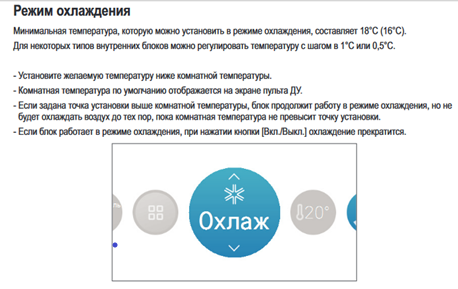 Режим охлаждения
Минимальная температура, которую можно установить в режиме охлаждения, составляет 18°C (16°C).
Для некоторых типов внутренних блоков можно регулировать температуру с шагом в 1°C или 0,5°C.
- Установите желаемую температуру ниже комнатной температуры.
- Комнатная температура по умолчанию отображается на экране пульта ДУ.
- Если задана точка установки выше комнатной температуры, блок продолжит работу в режиме охлаждения, но не
будет охлаждать воздух до тех пор, пока комнатная температура не превысит точку установки.
- Если блок работает в режиме охлаждения, при нажатии кнопки [Вкл./Выкл.] охлаждение прекратится.
Охлаж
20°